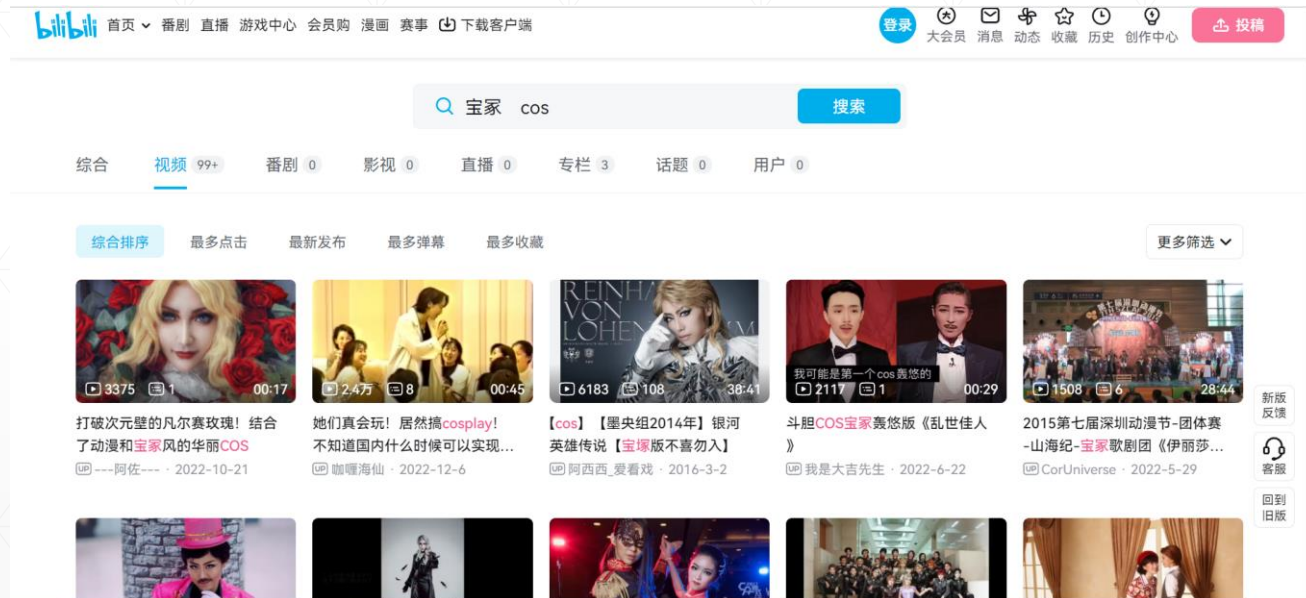 bilibili 首页 番剧 直播 游戏中心 会员购 漫画 赛事 下载客户端
登录 大会员 消息 动态 收藏 历史 创作中心 投稿
宝冢 cos 搜索
综合 视频 99+ 番剧 0 影视 0 直播 0 专栏 3 话题 0 用户 0
综合排序 最多点击 最新发布 最多弹幕 最多收藏 更多筛选
3375 1 00:17
打破次元壁的凡尔赛玫瑰！结合
了动漫和宝冢风的华丽COS
UP ---阿佐--- · 2022-10-21
2.4万 8 00:45
她们真会玩！居然搞cosplay！
不知道国内什么时候可以实现...
UP 咖喱海仙 · 2022-12-6
REINHA
VON
LOHEN
M
6183 108 38:41
【cos】【墨央组2014年】银河
英雄传说【宝塚版不喜勿入】
UP 阿西西_爱看戏 · 2016-3-2
我可能是第一个cos轰悠的
2117 1 00:29
斗胆COS宝冢轰悠版《乱世佳人
》
UP 我是大吉先生 · 2022-6-22
1508 6 28:44
2015第七届深圳动漫节-团体赛
-山海纪-宝冢歌剧团《伊丽莎...
UP CorUniverse · 2022-5-29
新版
反馈
客服
回到
旧版